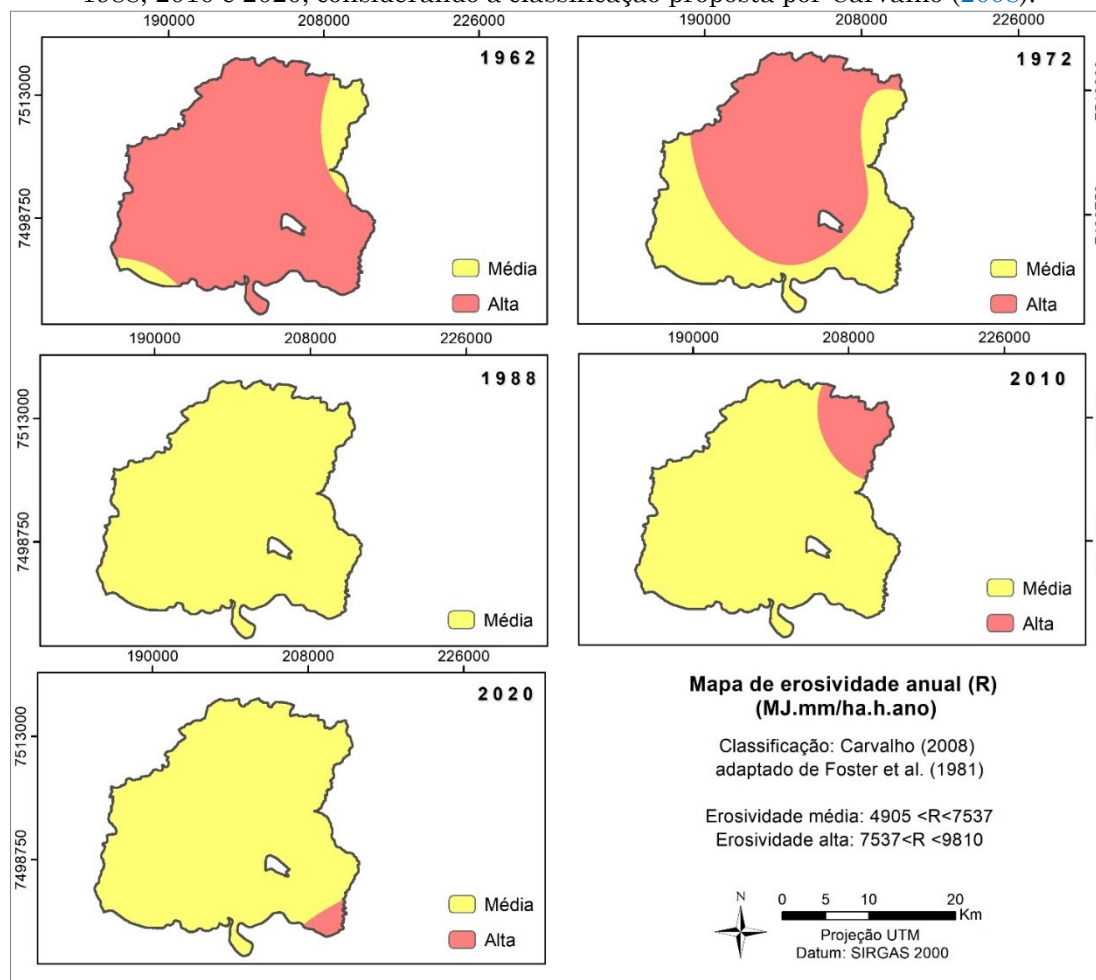 1988, 2010 e 2020, considerando a classificação proposta por Carvalho (2008).
190000 208000 226000
1962
7513000
7498750
Média
Alta
190000 208000 226000
1972
Média
Alta
190000 208000 226000
1988
7513000
7498750
Média
190000 208000 226000
2010
Média
Alta
190000 208000 226000
2020
7513000
7498750
Média
Alta
Mapa de erosividade anual (R)
(MJ.mm/ha.h.ano)
Classificação: Carvalho (2008)
adaptado de Foster et al. (1981)
Erosividade média: 4905 <R<7537
Erosividade alta: 7537<R <9810
N
0 5 10 20
Km
Projeção UTM
Datum: SIRGAS 2000